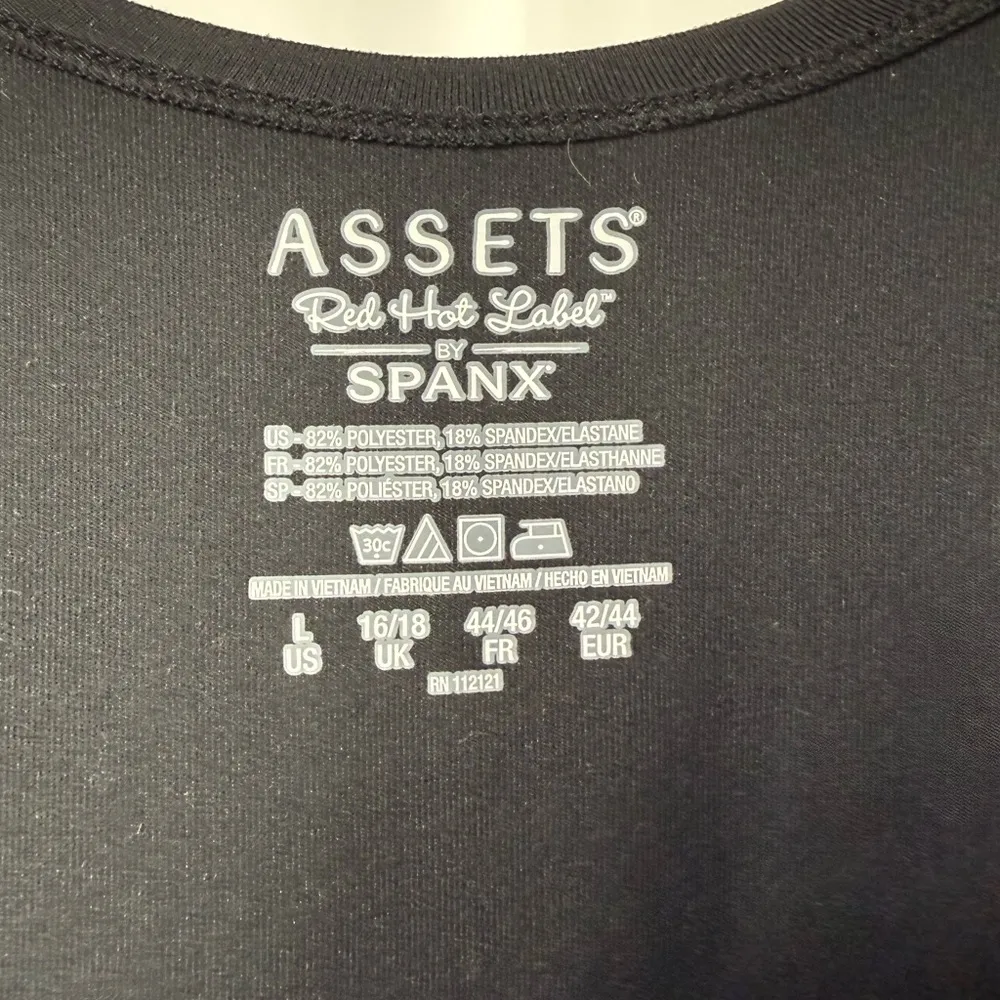 ASSETS®
Red Hot Label™
BY
SPANX®
US - 82% POLYESTER, 18% SPANDEX/ELASTANE
FR - 82% POLYESTER, 18% SPANDEX/ELASTHANNE
SP - 82% POLIÉSTER, 18% SPANDEX/ELASTANO
30c
MADE IN VIETNAM / FABRIQUE AU VIETNAM / HECHO EN VIETNAM
L 16/18 44/46 42/44
US UK FR EUR
RN 112121